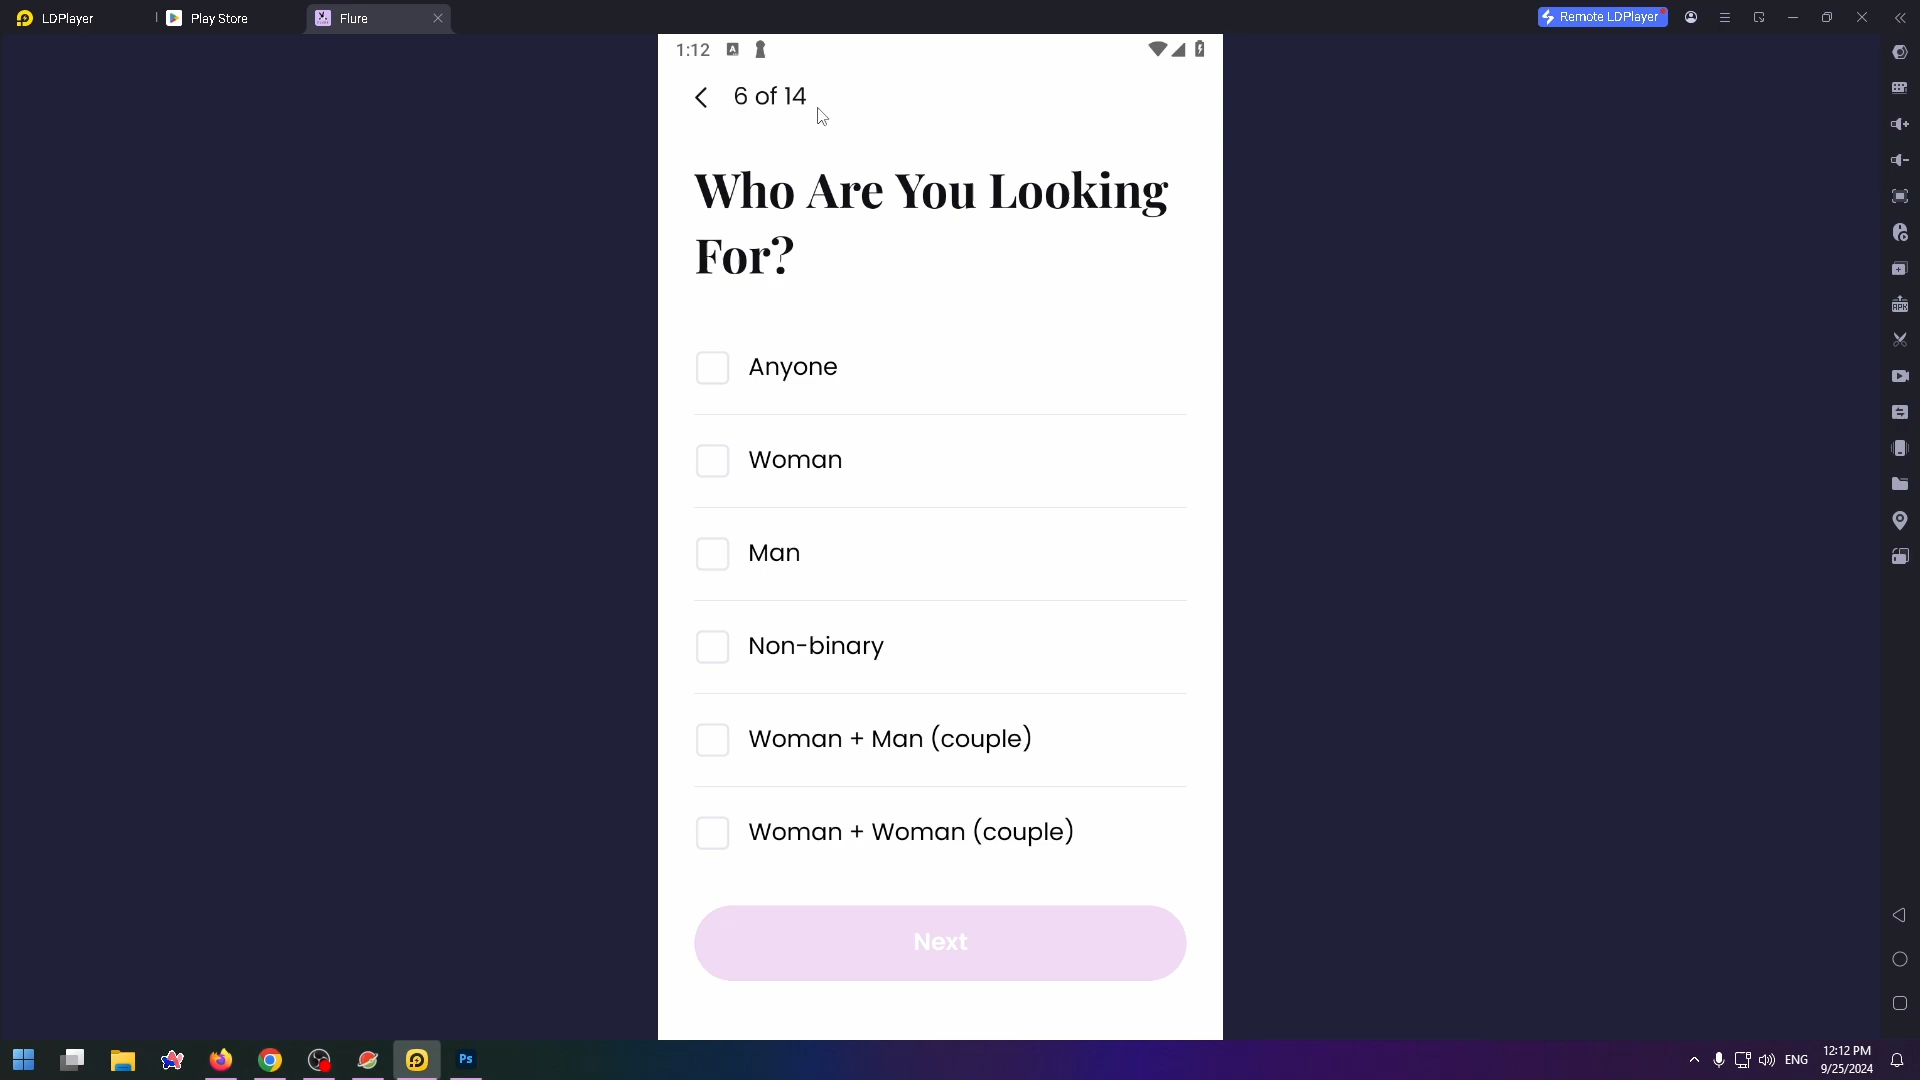 LDPlayer
Play Store
Flure
Remote LDPlayer
1:12
6 of 14
Who Are You Looking
For?
Anyone
Woman
Man
Non-binary
Woman + Man (couple)
Woman + Woman (couple)
Next
Ps
ENG
12:12 PM
9/25/2024